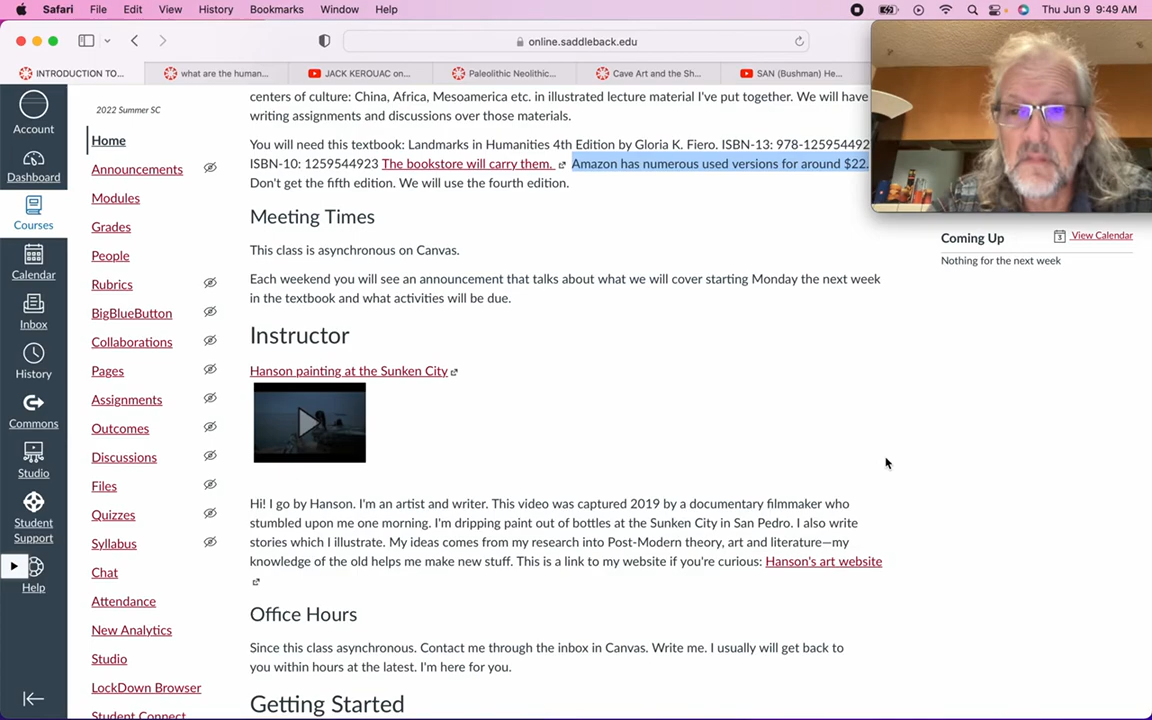 Safari File Edit View History Bookmarks Window Help Thu Jun 9 9:49 AM
online.saddleback.edu
INTRODUCTION TO... what are the human... JACK KEROUAC on... Paleolithic Neolithic... Cave Art and the Sh... SAN (Bushman) He...
Account
Dashboard
Courses
Calendar
Inbox
History
Commons
Studio
Student
Support
Help
2022 Summer SC
Home
Announcements
Modules
Grades
People
Rubrics
BigBlueButton
Collaborations
Pages
Assignments
Outcomes
Discussions
Files
Quizzes
Syllabus
Chat
Attendance
New Analytics
Studio
LockDown Browser
Student Connect
centers of culture: China, Africa, Mesoamerica etc. in illustrated lecture material I've put together. We will have
writing assignments and discussions over those materials.
You will need this textbook: Landmarks in Humanities 4th Edition by Gloria K. Fiero. ISBN-13: 978-125954492
ISBN-10: 1259544923 The bookstore will carry them. Amazon has numerous used versions for around $22.
Don't get the fifth edition. We will use the fourth edition.
Meeting Times
This class is asynchronous on Canvas.
Each weekend you will see an announcement that talks about what we will cover starting Monday the next week
in the textbook and what activities will be due.
Instructor
Hanson painting at the Sunken City
Hi! I go by Hanson. I'm an artist and writer. This video was captured 2019 by a documentary filmmaker who
stumbled upon me one morning. I'm dripping paint out of bottles at the Sunken City in San Pedro. I also write
stories which I illustrate. My ideas comes from my research into Post-Modern theory, art and literature—my
knowledge of the old helps me make new stuff. This is a link to my website if you're curious: Hanson's art website
Office Hours
Since this class asynchronous. Contact me through the inbox in Canvas. Write me. I usually will get back to
you within hours at the latest. I'm here for you.
Getting Started
Coming Up 3 View Calendar
Nothing for the next week